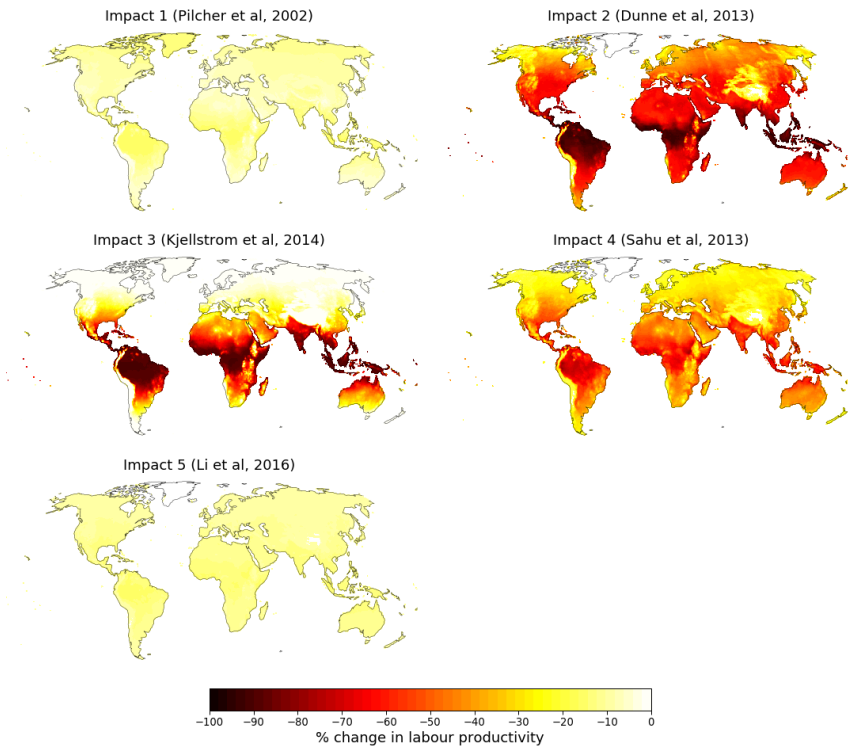 Impact 1 (Pilcher et al, 2002)
Impact 2 (Dunne et al, 2013)
Impact 3 (Kjellstrom et al, 2014)
Impact 4 (Sahu et al, 2013)
Impact 5 (Li et al, 2016)
−100 −90 −80 −70 −60 −50 −40 −30 −20 −10 0
% change in labour productivity